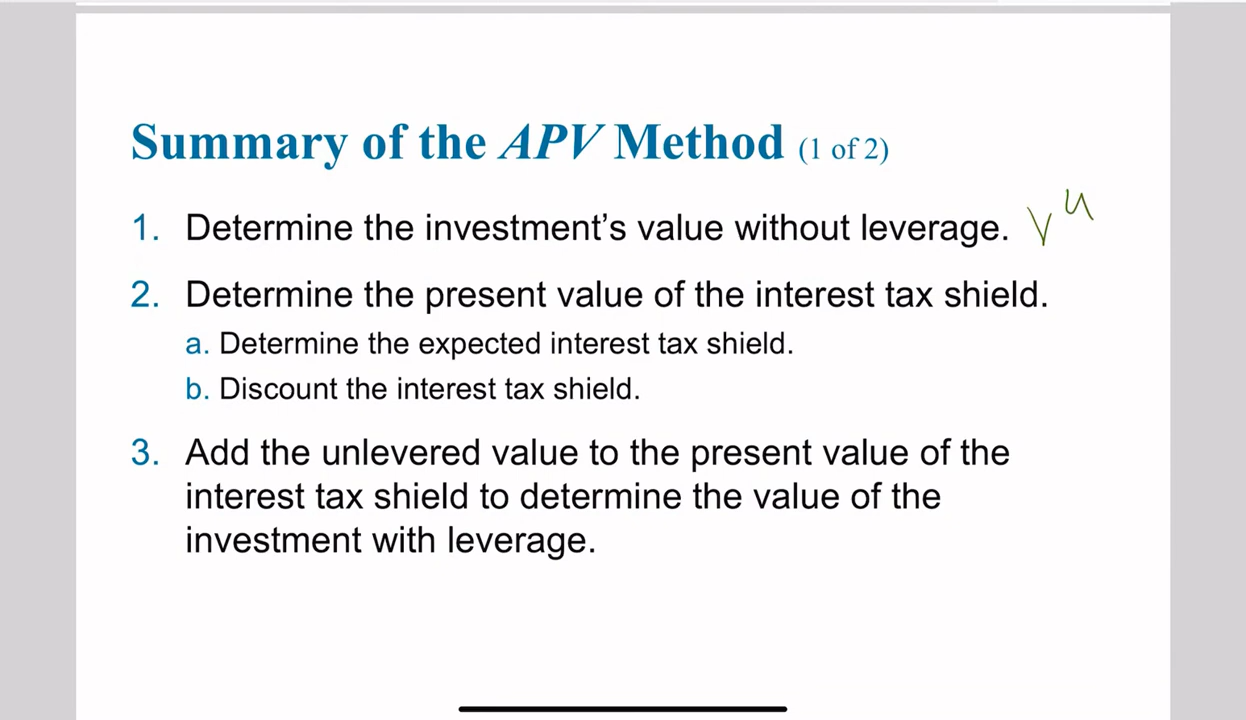 Summary of the APV Method (1 of 2)
1. Determine the investment’s value without leverage. V^u
2. Determine the present value of the interest tax shield.
a. Determine the expected interest tax shield.
b. Discount the interest tax shield.
3. Add the unlevered value to the present value of the
interest tax shield to determine the value of the
investment with leverage.